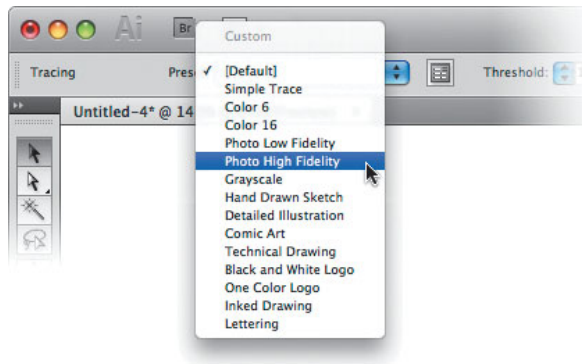 Ai
Br
Custom
Tracing
Pres
✓ [Default]
Threshold:
Simple Trace
Untitled-4* @ 14
Color 6
Color 16
Photo Low Fidelity
Photo High Fidelity
Grayscale
Hand Drawn Sketch
Detailed Illustration
Comic Art
Technical Drawing
Black and White Logo
One Color Logo
Inked Drawing
Lettering